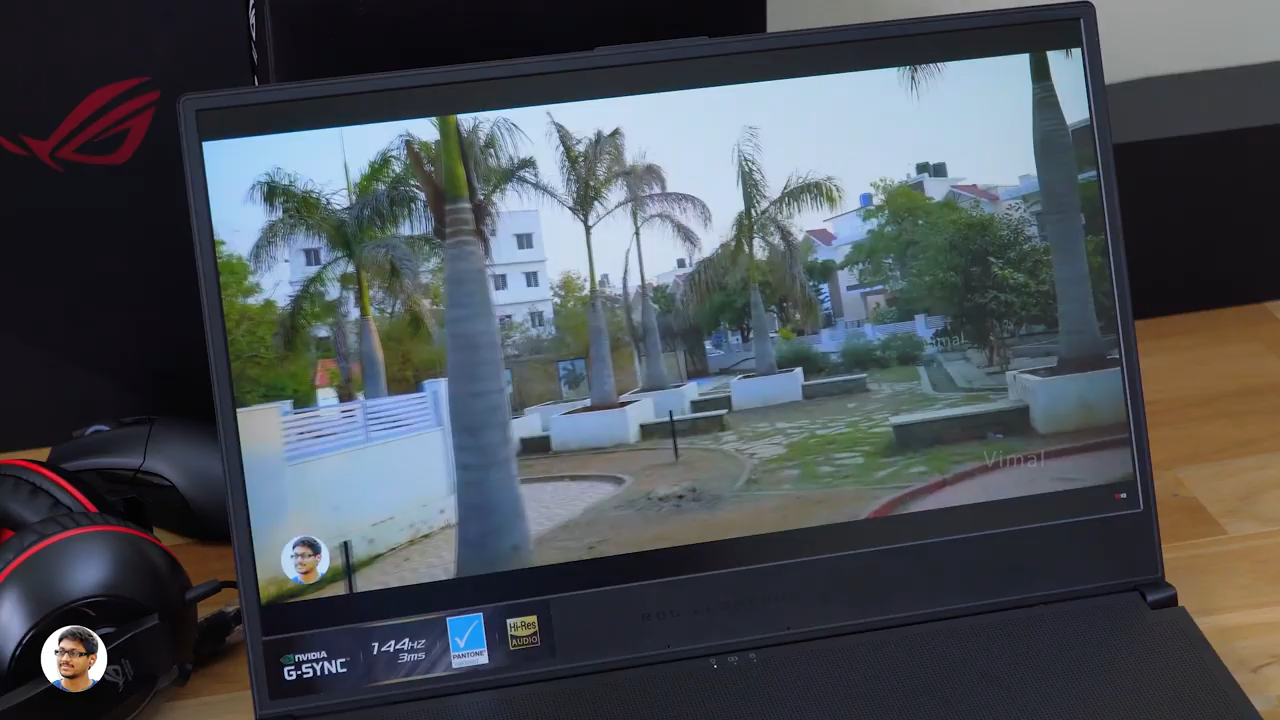 Vimal
Vimal
NVIDIA
G-SYNC
144HZ
3ms
PANTONE
Hi-Res
AUDIO